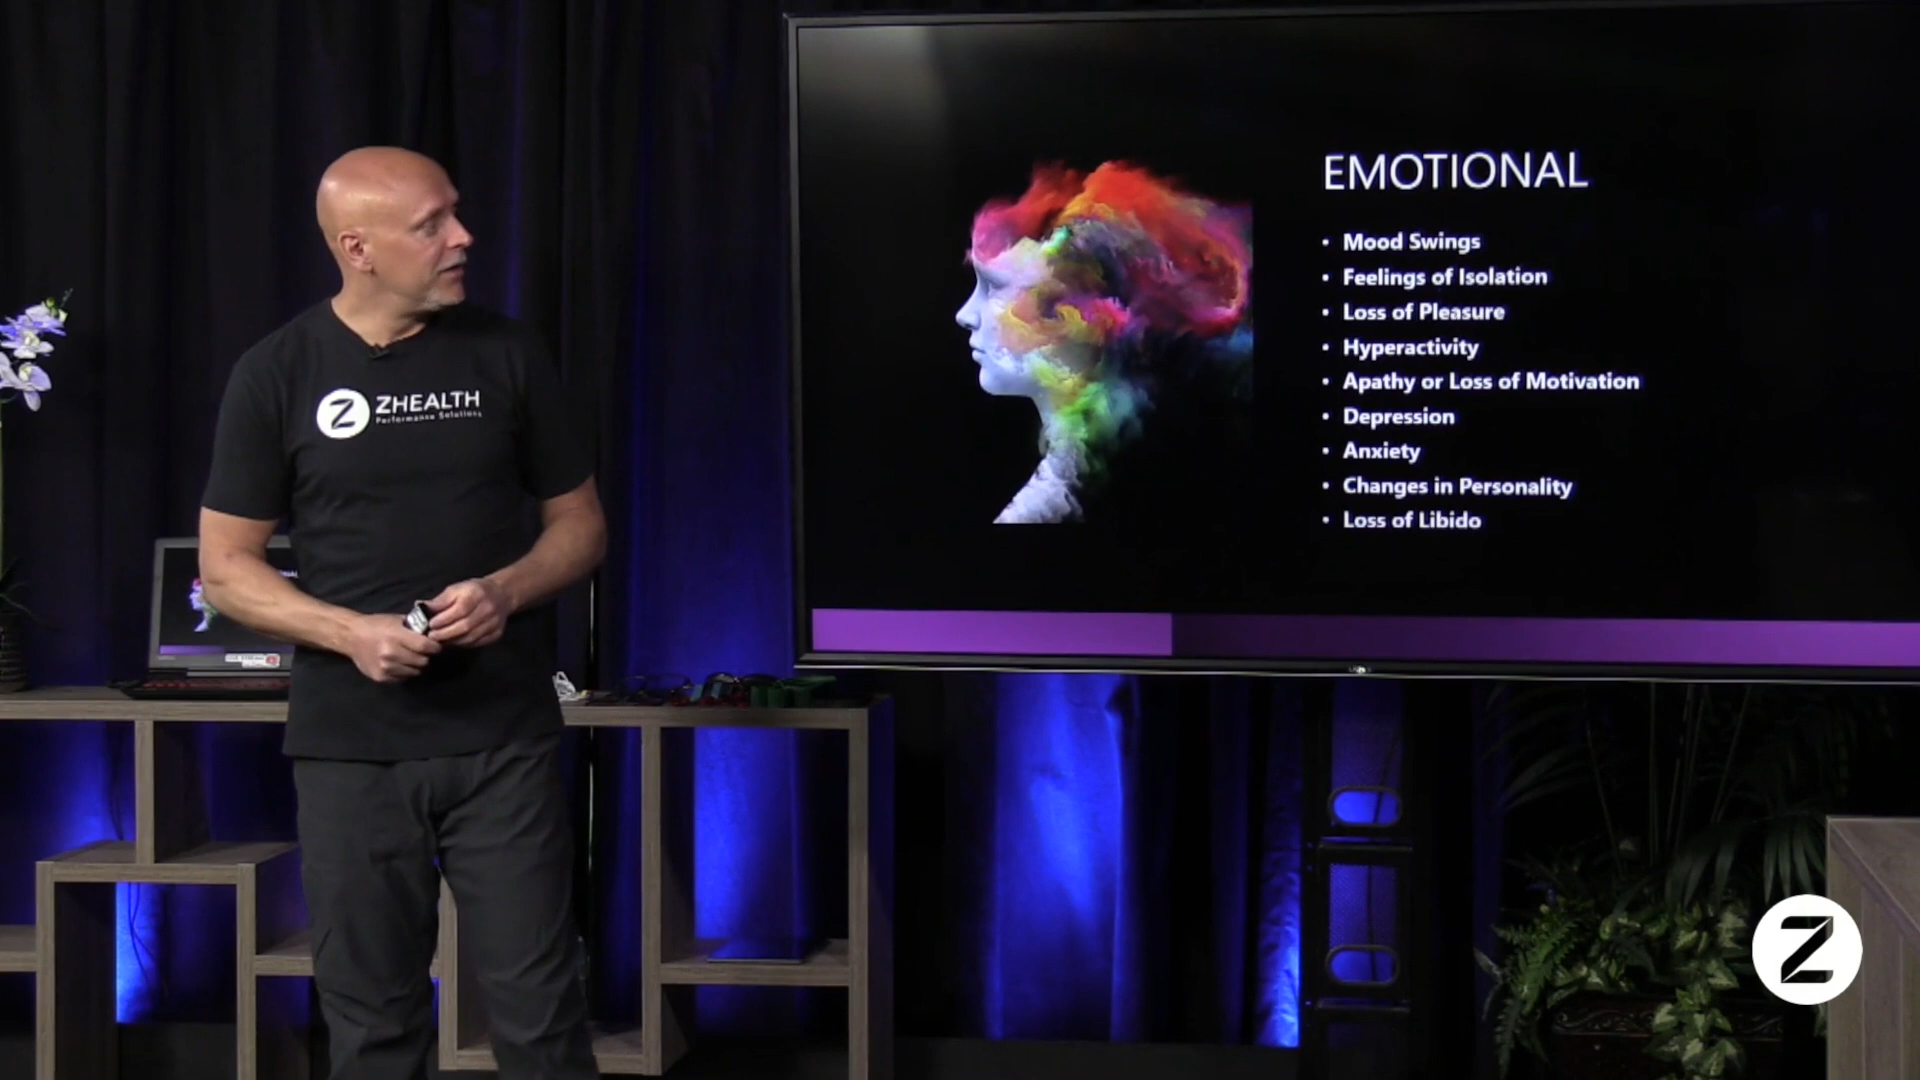 EMOTIONAL
• Mood Swings
• Feelings of Isolation
• Loss of Pleasure
• Hyperactivity
• Apathy or Loss of Motivation
• Depression
• Anxiety
• Changes in Personality
• Loss of Libido
Z ZHEALTH
Performance Solutions
Z